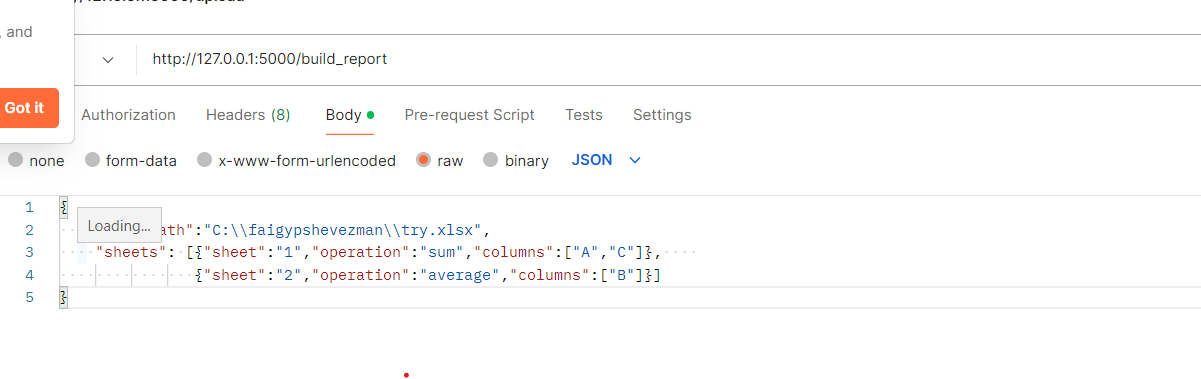 , and
http://127.0.0.1:5000/build_report
Got it
Authorization Headers (8) Body Pre-request Script Tests Settings
none form-data x-www-form-urlencoded raw binary JSON
1 {
Loading...
2 ath":"C:\\faigypshevezman\\try.xlsx",
3 "sheets": [{"sheet":"1","operation":"sum","columns":["A","C"]},
4 {"sheet":"2","operation":"average","columns":["B"]}]
5 }